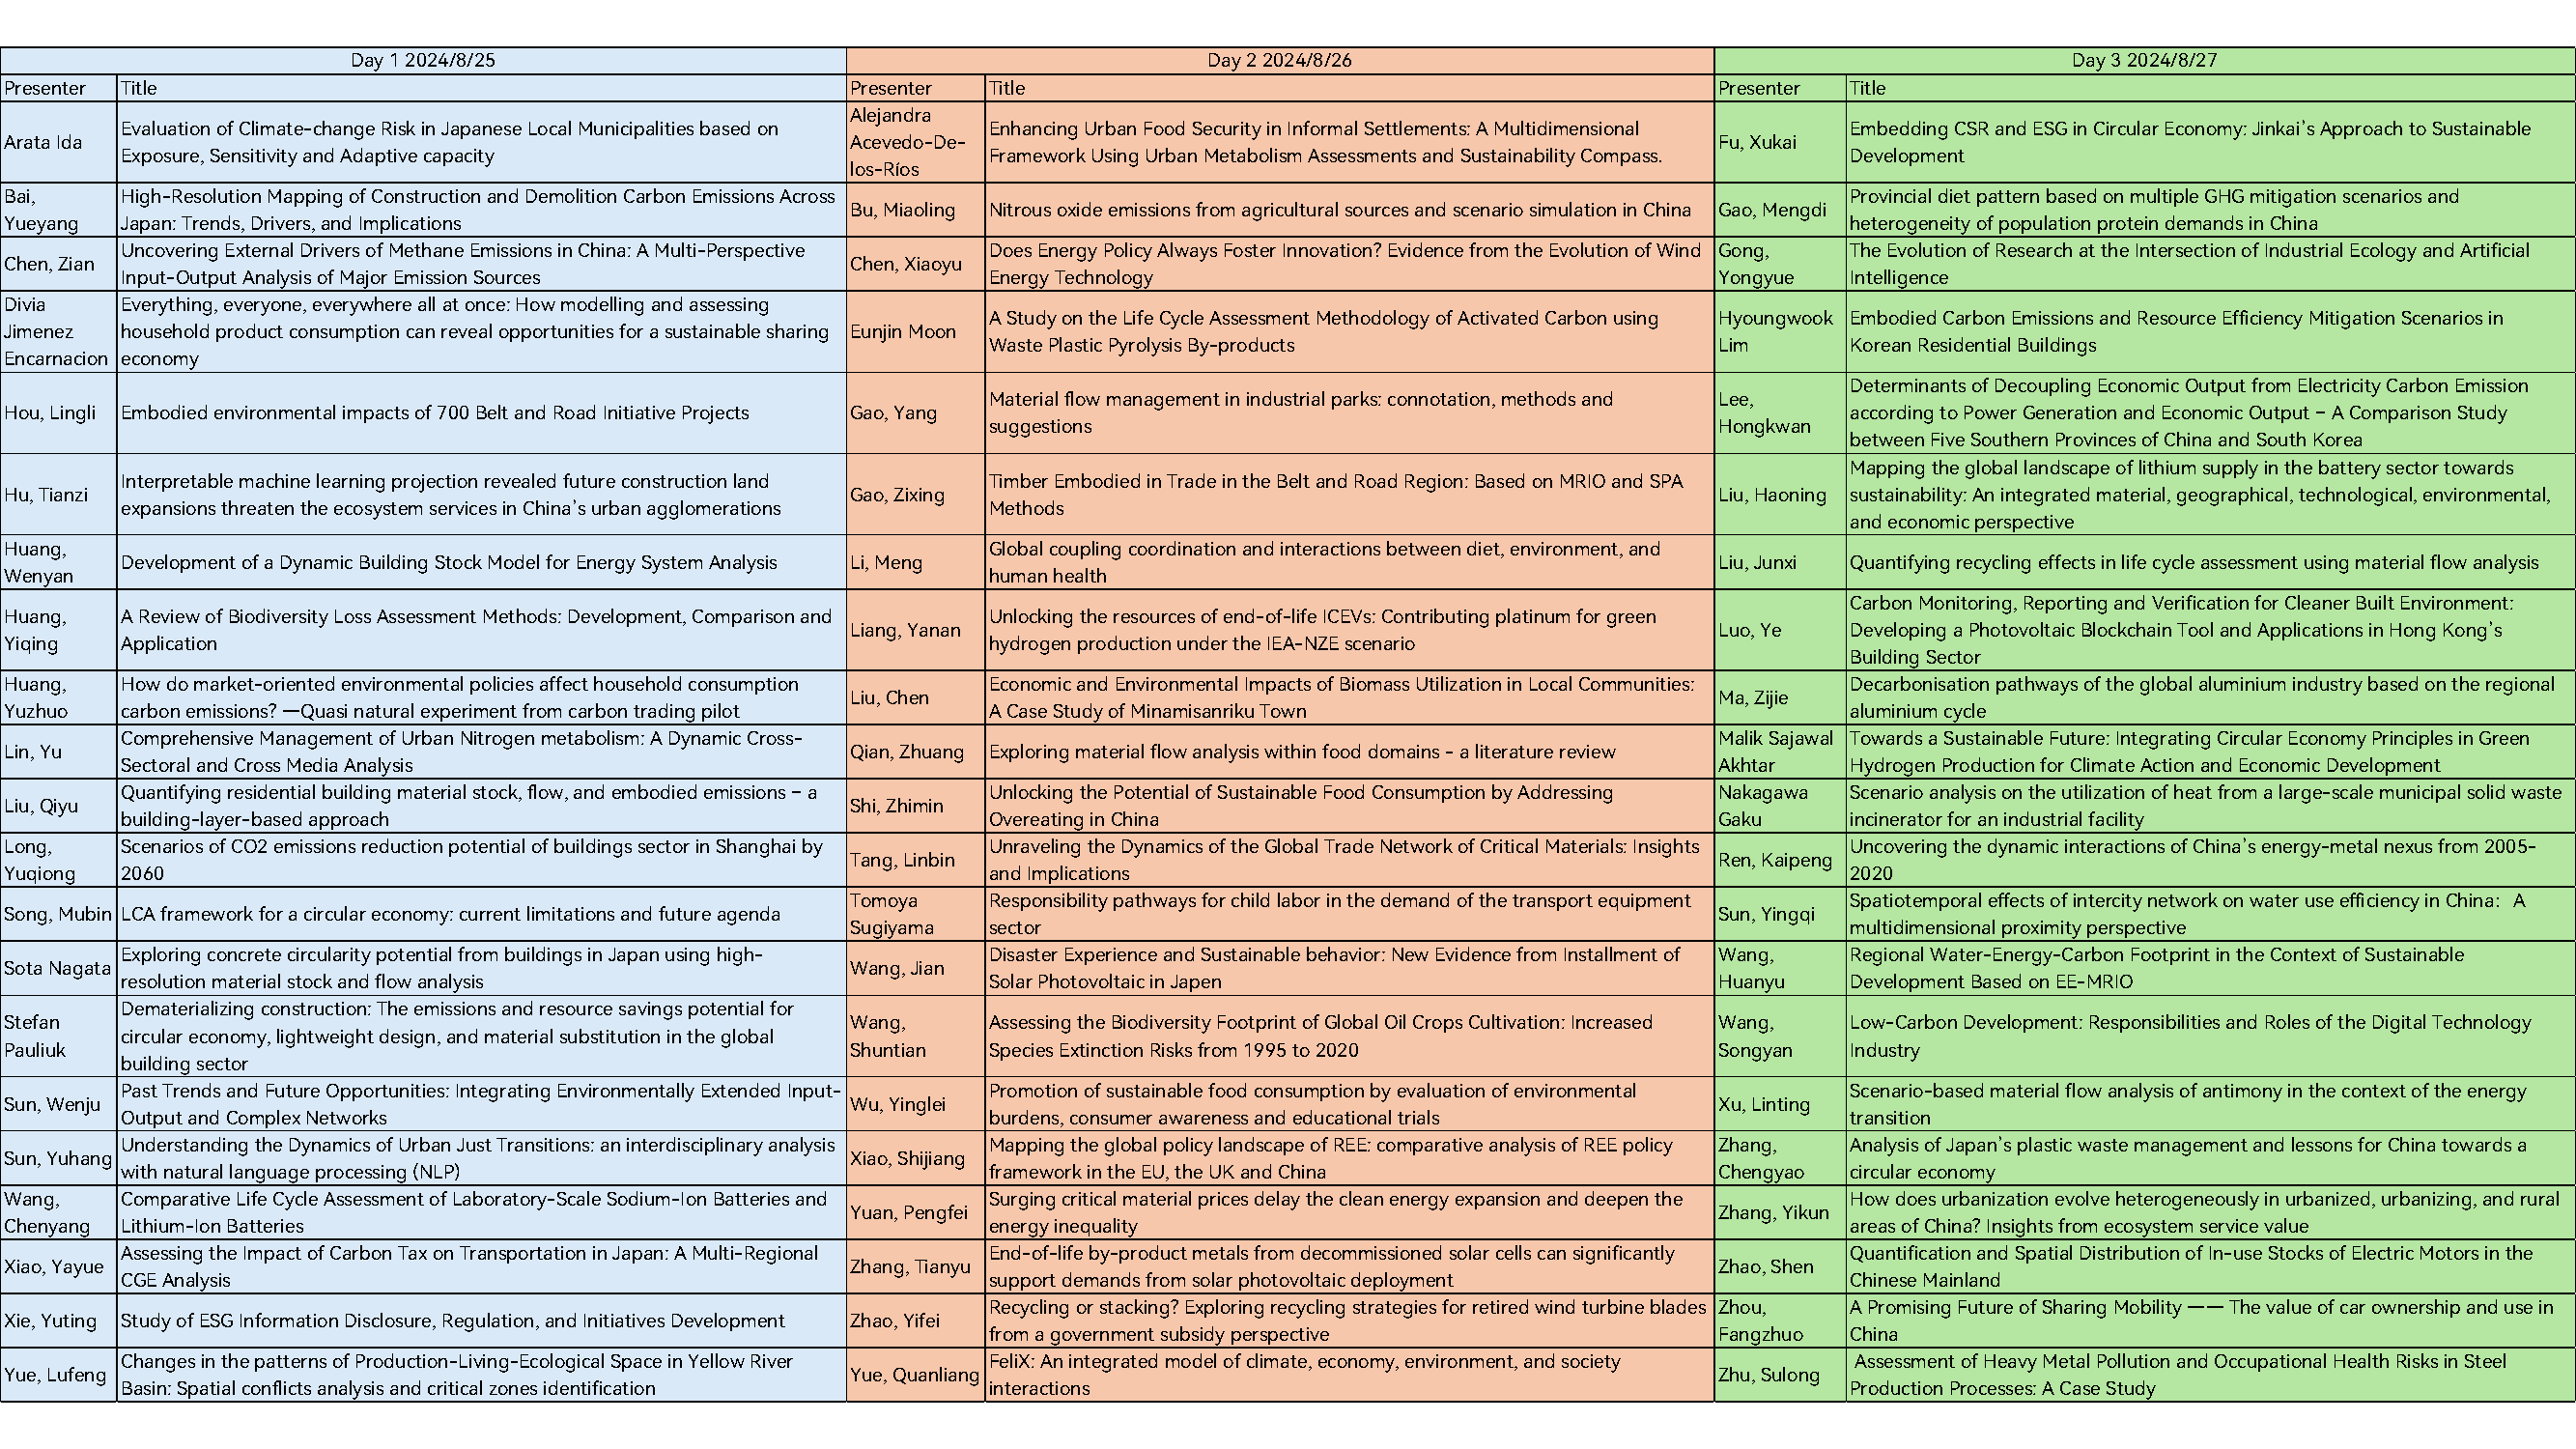 Day 1 2024/8/25
Day 2 2024/8/26
Day 3 2024/8/27
Presenter
Title
Presenter
Title
Presenter
Title
Arata Ida
Evaluation of Climate-change Risk in Japanese Local Municipalities based on
Exposure, Sensitivity and Adaptive capacity
Alejandra
Acevedo-De-
los-Ríos
Enhancing Urban Food Security in Informal Settlements: A Multidimensional
Framework Using Urban Metabolism Assessments and Sustainability Compass.
Fu, Xukai
Embedding CSR and ESG in Circular Economy: Jinkai's Approach to Sustainable
Development
Bai,
Yueyang
High-Resolution Mapping of Construction and Demolition Carbon Emissions Across
Japan: Trends, Drivers, and Implications
Bu, Miaoling
Nitrous oxide emissions from agricultural sources and scenario simulation in China
Gao, Mengdi
Provincial diet pattern based on multiple GHG mitigation scenarios and
heterogeneity of population protein demands in China
Chen, Zian
Uncovering External Drivers of Methane Emissions in China: A Multi-Perspective
Input-Output Analysis of Major Emission Sources
Chen, Xiaoyu
Does Energy Policy Always Foster Innovation? Evidence from the Evolution of Wind
Energy Technology
Gong,
Yongyue
The Evolution of Research at the Intersection of Industrial Ecology and Artificial
Intelligence
Divia
Jimenez
Encarnacion
Everything, everyone, everywhere all at once: How modelling and assessing
household product consumption can reveal opportunities for a sustainable sharing
economy
Eunjin Moon
A Study on the Life Cycle Assessment Methodology of Activated Carbon using
Waste Plastic Pyrolysis By-products
Hyoungwook
Lim
Embodied Carbon Emissions and Resource Efficiency Mitigation Scenarios in
Korean Residential Buildings
Hou, Lingli
Embodied environmental impacts of 700 Belt and Road Initiative Projects
Gao, Yang
Material flow management in industrial parks: connotation, methods and
suggestions
Lee,
Hongkwan
Determinants of Decoupling Economic Output from Electricity Carbon Emission
according to Power Generation and Economic Output – A Comparison Study
between Five Southern Provinces of China and South Korea
Hu, Tianzi
Interpretable machine learning projection revealed future construction land
expansions threaten the ecosystem services in China's urban agglomerations
Gao, Zixing
Timber Embodied in Trade in the Belt and Road Region: Based on MRIO and SPA
Methods
Liu, Haoning
Mapping the global landscape of lithium supply in the battery sector towards
sustainability: An integrated material, geographical, technological, environmental,
and economic perspective
Huang,
Wenyan
Development of a Dynamic Building Stock Model for Energy System Analysis
Li, Meng
Global coupling coordination and interactions between diet, environment, and
human health
Liu, Junxi
Quantifying recycling effects in life cycle assessment using material flow analysis
Huang,
Yiqing
A Review of Biodiversity Loss Assessment Methods: Development, Comparison and
Application
Liang, Yanan
Unlocking the resources of end-of-life ICEVs: Contributing platinum for green
hydrogen production under the IEA-NZE scenario
Luo, Ye
Carbon Monitoring, Reporting and Verification for Cleaner Built Environment:
Developing a Photovoltaic Blockchain Tool and Applications in Hong Kong's
Building Sector
Huang,
Yuzhuo
How do market-oriented environmental policies affect household consumption
carbon emissions? —Quasi natural experiment from carbon trading pilot
Liu, Chen
Economic and Environmental Impacts of Biomass Utilization in Local Communities:
A Case Study of Minamisanriku Town
Ma, Zijie
Decarbonisation pathways of the global aluminium industry based on the regional
aluminium cycle
Lin, Yu
Comprehensive Management of Urban Nitrogen metabolism: A Dynamic Cross-
Sectoral and Cross Media Analysis
Qian, Zhuang
Exploring material flow analysis within food domains - a literature review
Malik Sajawal
Akhtar
Towards a Sustainable Future: Integrating Circular Economy Principles in Green
Hydrogen Production for Climate Action and Economic Development
Liu, Qiyu
Quantifying residential building material stock, flow, and embodied emissions – a
building-layer-based approach
Shi, Zhimin
Unlocking the Potential of Sustainable Food Consumption by Addressing
Overeating in China
Nakagawa
Gaku
Scenario analysis on the utilization of heat from a large-scale municipal solid waste
incinerator for an industrial facility
Long,
Yuqiong
Scenarios of CO2 emissions reduction potential of buildings sector in Shanghai by
2060
Tang, Linbin
Unraveling the Dynamics of the Global Trade Network of Critical Materials: Insights
and Implications
Ren, Kaipeng
Uncovering the dynamic interactions of China's energy-metal nexus from 2005-
2020
Song, Mubin
LCA framework for a circular economy: current limitations and future agenda
Tomoya
Sugiyama
Responsibility pathways for child labor in the demand of the transport equipment
sector
Sun, Yingqi
Spatiotemporal effects of intercity network on water use efficiency in China: A
multidimensional proximity perspective
Sota Nagata
Exploring concrete circularity potential from buildings in Japan using high-
resolution material stock and flow analysis
Wang, Jian
Disaster Experience and Sustainable behavior: New Evidence from Installment of
Solar Photovoltaic in Japen
Wang,
Huanyu
Regional Water-Energy-Carbon Footprint in the Context of Sustainable
Development Based on EE-MRIO
Stefan
Pauliuk
Dematerializing construction: The emissions and resource savings potential for
circular economy, lightweight design, and material substitution in the global
building sector
Wang,
Shuntian
Assessing the Biodiversity Footprint of Global Oil Crops Cultivation: Increased
Species Extinction Risks from 1995 to 2020
Wang,
Songyan
Low-Carbon Development: Responsibilities and Roles of the Digital Technology
Industry
Sun, Wenju
Past Trends and Future Opportunities: Integrating Environmentally Extended Input-
Output and Complex Networks
Wu, Yinglei
Promotion of sustainable food consumption by evaluation of environmental
burdens, consumer awareness and educational trials
Xu, Linting
Scenario-based material flow analysis of antimony in the context of the energy
transition
Sun, Yuhang
Understanding the Dynamics of Urban Just Transitions: an interdisciplinary analysis
with natural language processing (NLP)
Xiao, Shijiang
Mapping the global policy landscape of REE: comparative analysis of REE policy
framework in the EU, the UK and China
Zhang,
Chengyao
Analysis of Japan's plastic waste management and lessons for China towards a
circular economy
Wang,
Chenyang
Comparative Life Cycle Assessment of Laboratory-Scale Sodium-Ion Batteries and
Lithium-Ion Batteries
Yuan, Pengfei
Surging critical material prices delay the clean energy expansion and deepen the
energy inequality
Zhang, Yikun
How does urbanization evolve heterogeneously in urbanized, urbanizing, and rural
areas of China? Insights from ecosystem service value
Xiao, Yayue
Assessing the Impact of Carbon Tax on Transportation in Japan: A Multi-Regional
CGE Analysis
Zhang, Tianyu
End-of-life by-product metals from decommissioned solar cells can significantly
support demands from solar photovoltaic deployment
Zhao, Shen
Quantification and Spatial Distribution of In-use Stocks of Electric Motors in the
Chinese Mainland
Xie, Yuting
Study of ESG Information Disclosure, Regulation, and Initiatives Development
Zhao, Yifei
Recycling or stacking? Exploring recycling strategies for retired wind turbine blades
from a government subsidy perspective
Zhou,
Fangzhuo
A Promising Future of Sharing Mobility —— The value of car ownership and use in
China
Yue, Lufeng
Changes in the patterns of Production-Living-Ecological Space in Yellow River
Basin: Spatial conflicts analysis and critical zones identification
Yue, Quanliang
FeliX: An integrated model of climate, economy, environment, and society
interactions
Zhu, Sulong
Assessment of Heavy Metal Pollution and Occupational Health Risks in Steel
Production Processes: A Case Study